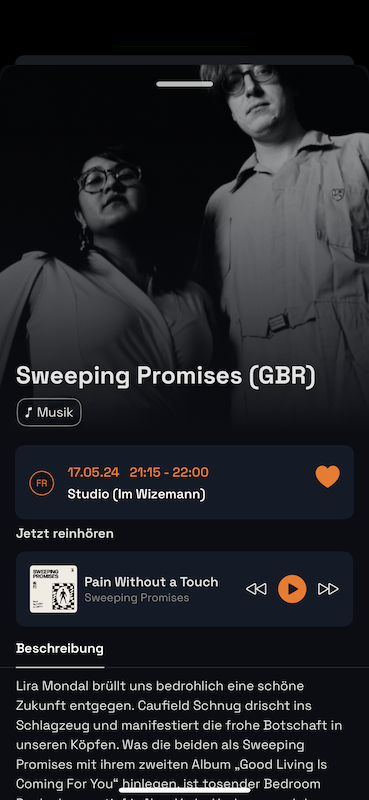 Sweeping Promises (GBR)
Musik
FR
17.05.24 21:15 - 22:00
Studio (Im Wizemann)
Jetzt reinhören
SWEEPING
PROMISES
Pain Without a Touch
Sweeping Promises
Beschreibung
Lira Mondal brüllt uns bedrohlich eine schöne
Zukunft entgegen. Caufield Schnug drischt ins
Schlagzeug und manifestiert die frohe Botschaft in
unseren Köpfen. Was die beiden als Sweeping
Promises mit ihrem zweiten Album „Good Living Is
Coming For You“ hinlegen, ist tosender Bedroom